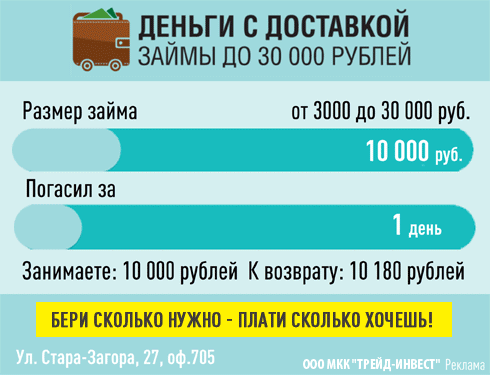 ДЕНЬГИ С ДОСТАВКОЙ
ЗАЙМЫ ДО 30 000 РУБЛЕЙ
Размер займа от 3000 до 30 000 руб.
10 000 руб.
Погасил за
1 день
Занимаете: 10 000 рублей К возврату: 10 180 рублей
БЕРИ СКОЛЬКО НУЖНО - ПЛАТИ СКОЛЬКО ХОЧЕШЬ!
Ул. Стара-Загора, 27, оф.705
ООО МКК "ТРЕЙД-ИНВЕСТ" Реклама